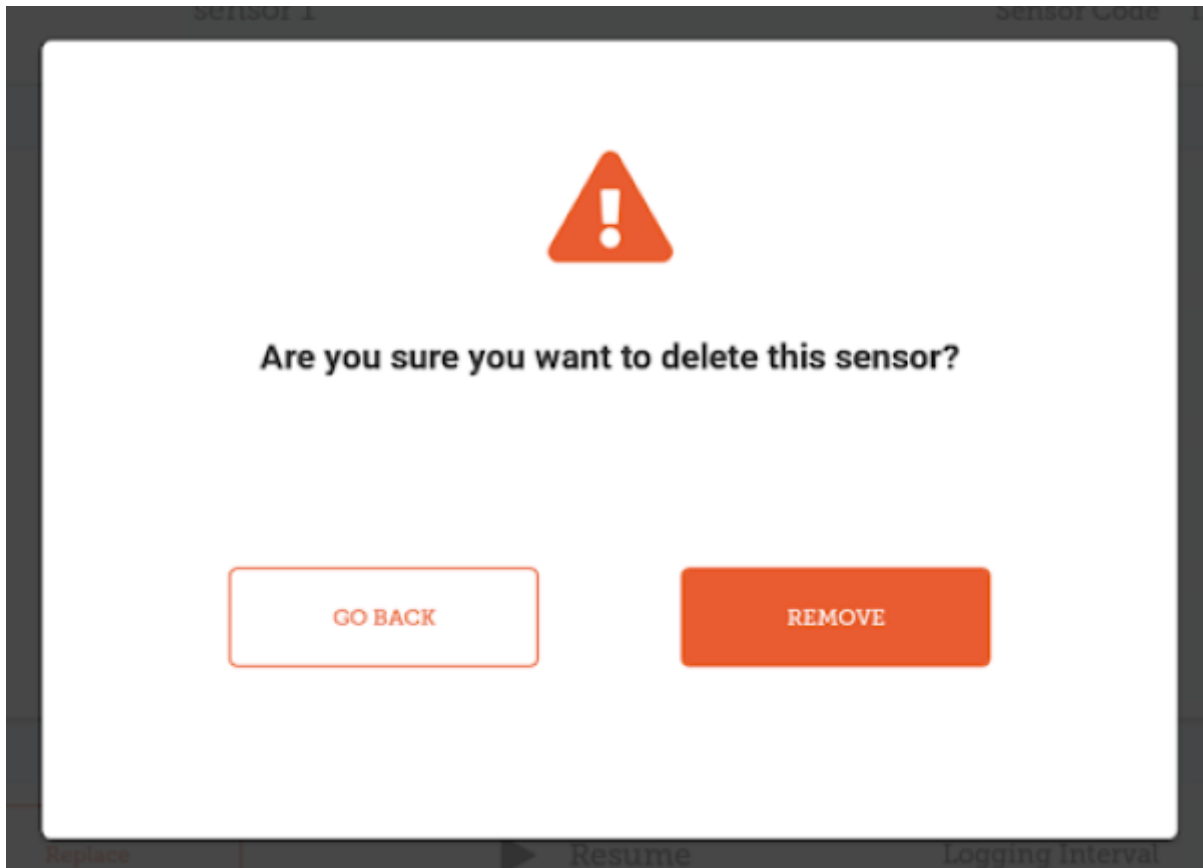 sensor 1
Sensor Code
Are you sure you want to delete this sensor?
GO BACK
REMOVE
Replace
Resume
Logging Interval